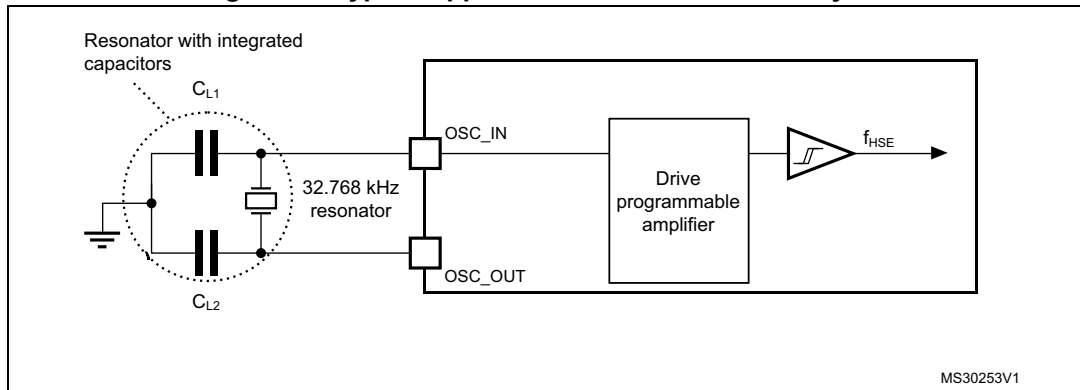 Resonator with integrated
capacitors
CL1
OSC_IN
fHSE
32.768 kHz
resonator
Drive
programmable
amplifier
OSC_OUT
CL2
MS30253V1